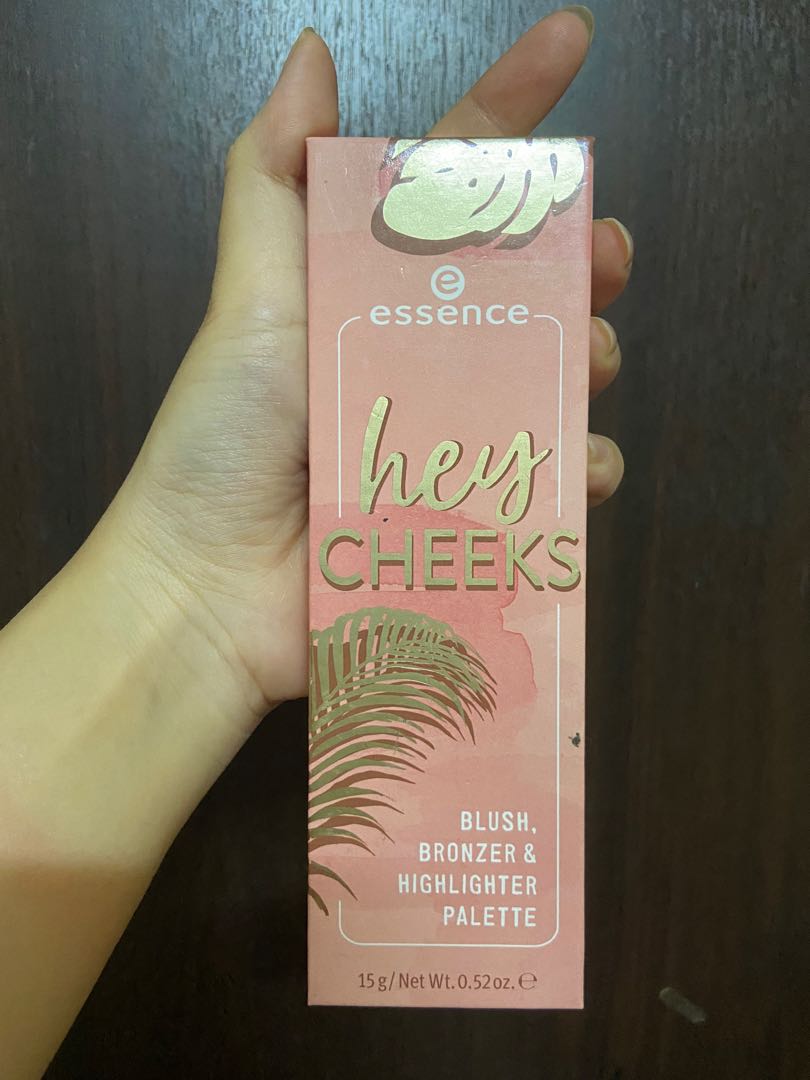 e
essence
hey
CHEEKS
BLUSH,
BRONZER &
HIGHLIGHTER
PALETTE
15 g/Net Wt. 0.52 oz. ℮